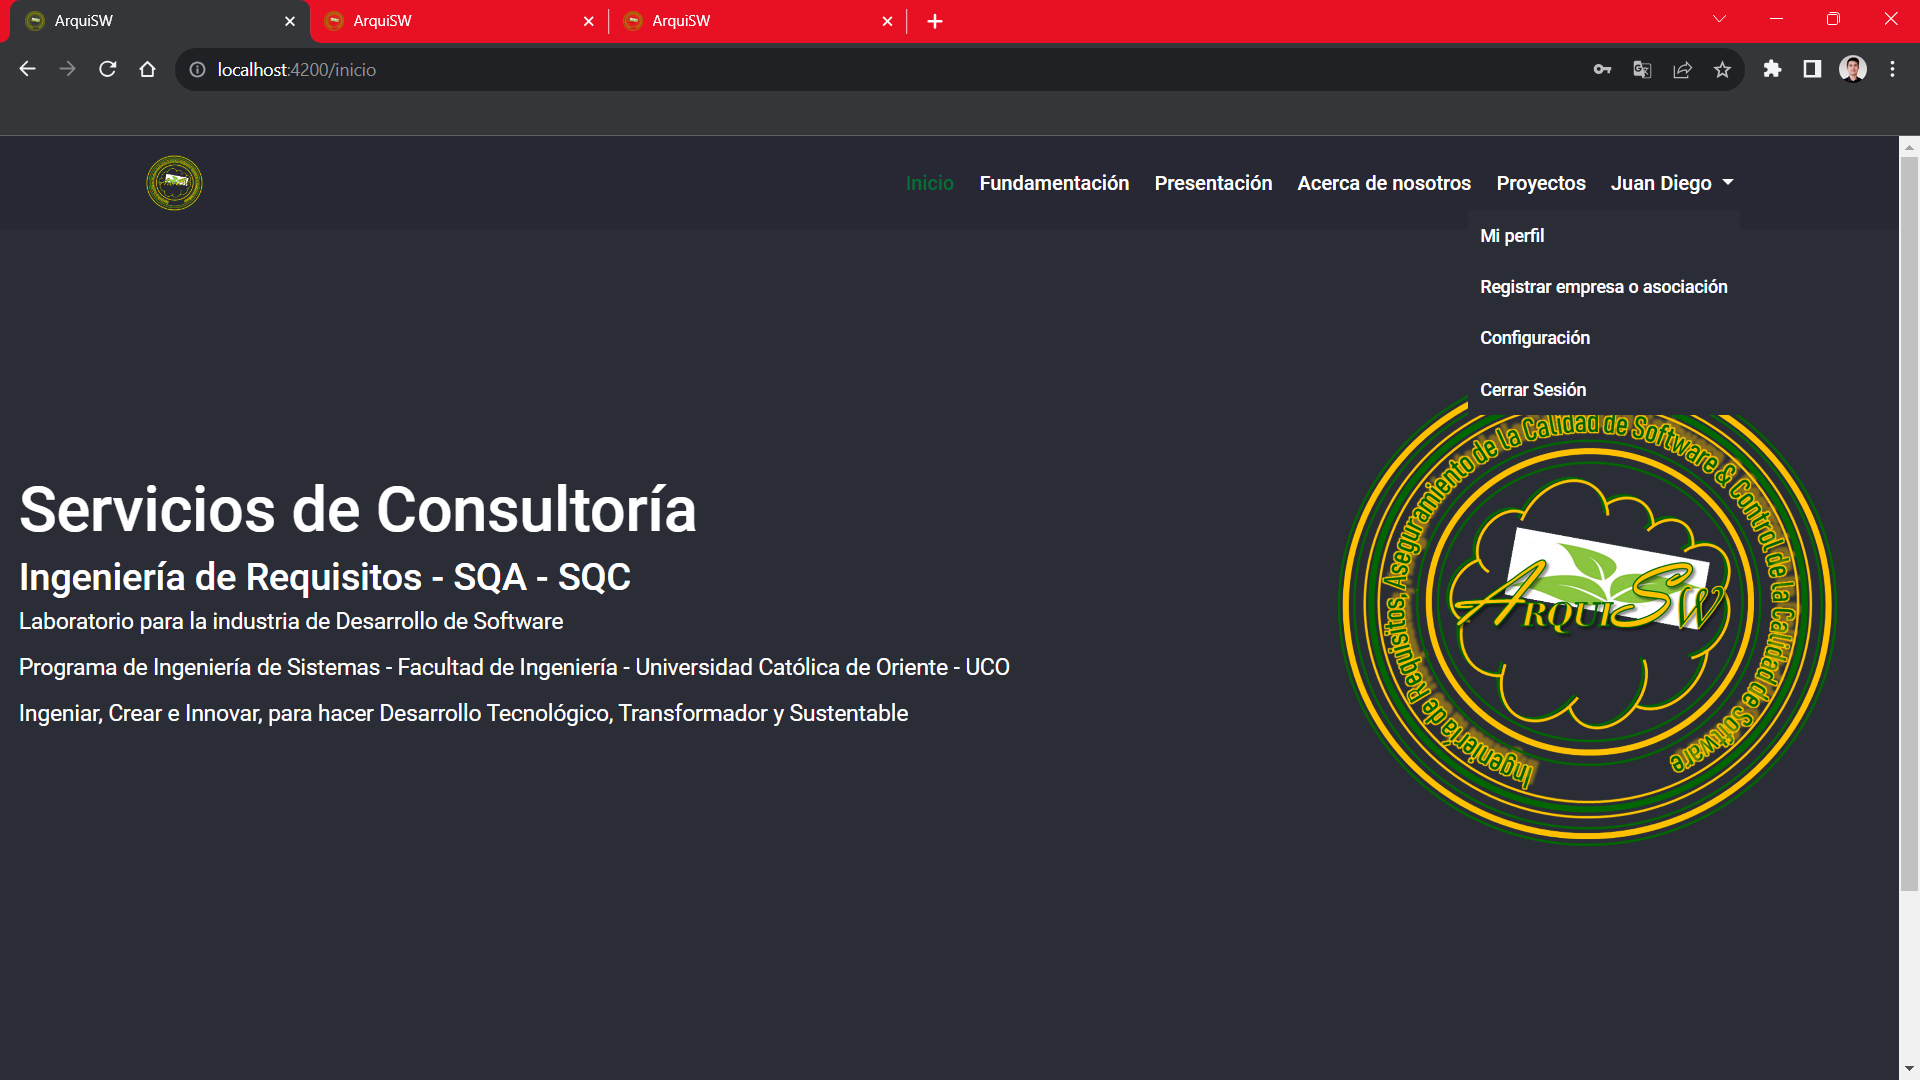 ArquiSW
ArquiSW
ArquiSW
localhost:4200/inicio
Inicio
Fundamentación
Presentación
Acerca de nosotros
Proyectos
Juan Diego
Mi perfil
Registrar empresa o asociación
Configuración
Cerrar Sesión
Servicios de Consultoría
Ingeniería de Requisitos - SQA - SQC
Laboratorio para la industria de Desarrollo de Software
Programa de Ingeniería de Sistemas - Facultad de Ingeniería - Universidad Católica de Oriente - UCO
Ingeniar, Crear e Innovar, para hacer Desarrollo Tecnológico, Transformador y Sustentable
Ingeniería de Requisitos, Aseguramiento de la Calidad de Software & Control de la Calidad de Software
ArquiSW